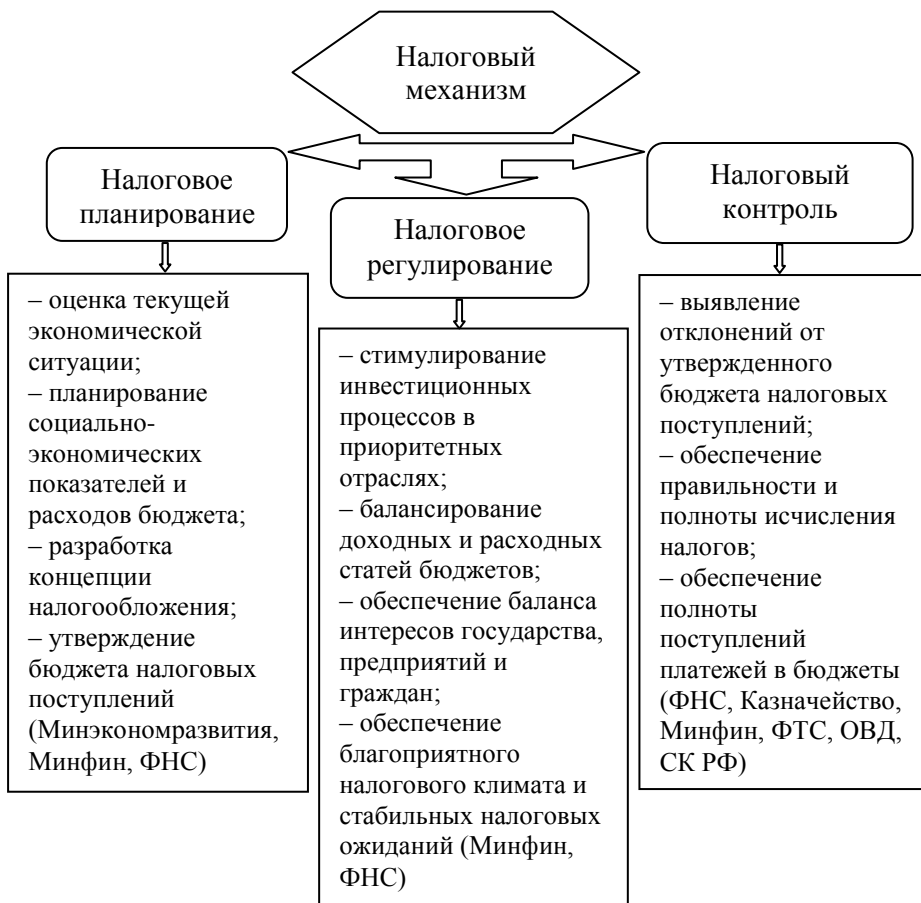 Налоговый
механизм
Налоговое
планирование
– оценка текущей
экономической
ситуации;
– планирование
социально-
экономических
показателей и
расходов бюджета;
– разработка
концепции
налогообложения;
– утверждение
бюджета налоговых
поступлений
(Минэкономразвития,
Минфин, ФНС)
Налоговое
регулирование
– стимулирование
инвестиционных
процессов в
приоритетных
отраслях;
– балансирование
доходных и расходных
статей бюджетов;
– обеспечение баланса
интересов государства,
предприятий и
граждан;
– обеспечение
благоприятного
налогового климата и
стабильных налоговых
ожиданий (Минфин,
ФНС)
Налоговый
контроль
– выявление
отклонений от
утвержденного
бюджета налоговых
поступлений;
– обеспечение
правильности и
полноты исчисления
налогов;
– обеспечение
полноты
поступлений
платежей в бюджеты
(ФНС, Казначейство,
Минфин, ФТС, ОВД,
СК РФ)